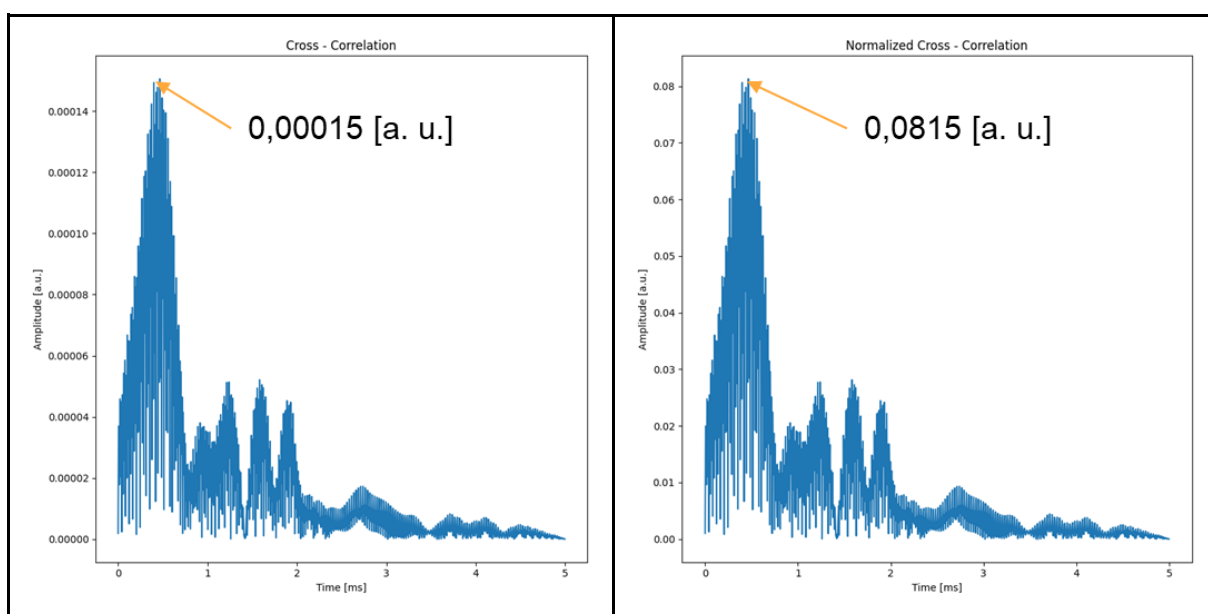 Cross - Correlation
0,00015 [a. u.]
Amplitude [a.u.]
0.00014
0.00012
0.00010
0.00008
0.00006
0.00004
0.00002
0.00000
0 1 2 3 4 5
Time [ms]
Normalized Cross - Correlation
0,0815 [a. u.]
Amplitude [a.u.]
0.08
0.07
0.06
0.05
0.04
0.03
0.02
0.01
0.00
0 1 2 3 4 5
Time [ms]